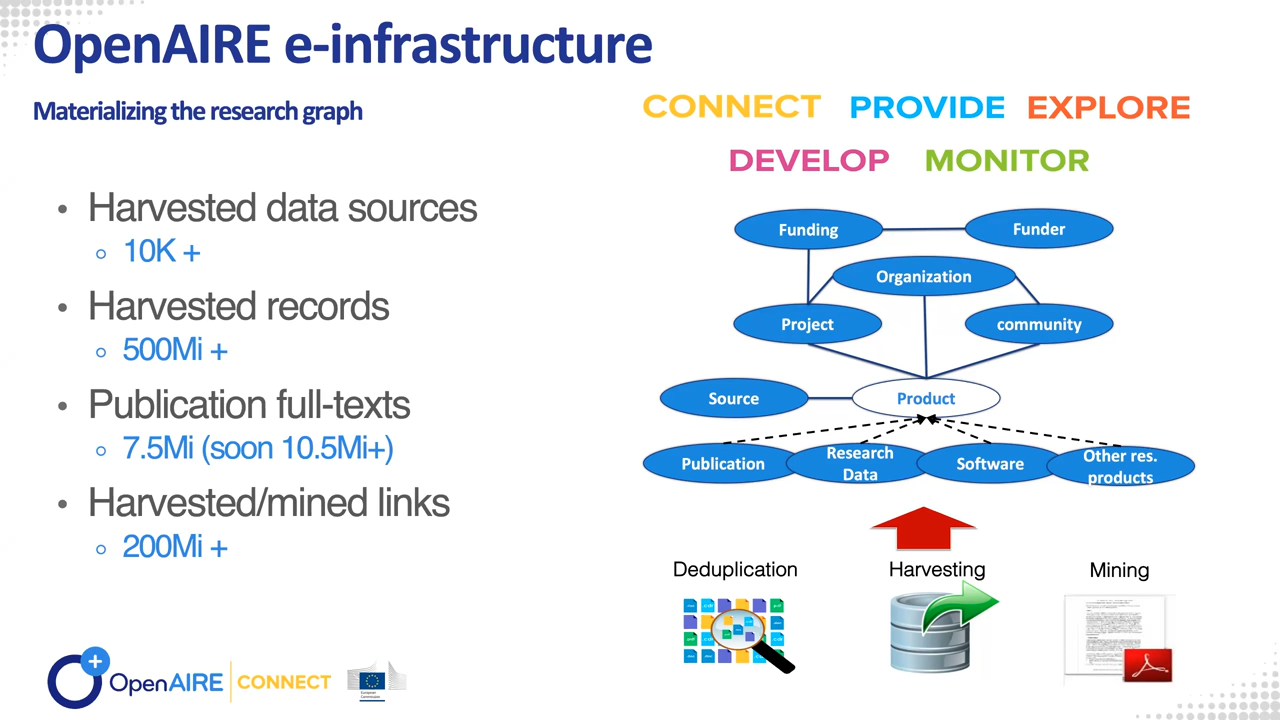 OpenAIRE e-infrastructure
Materializing the research graph
CONNECT PROVIDE EXPLORE
DEVELOP MONITOR
• Harvested data sources
10K +
• Harvested records
500Mi +
• Publication full-texts
7.5Mi (soon 10.5Mi+)
• Harvested/mined links
200Mi +
Funding
Funder
Organization
Project
community
Source
Product
Publication
Research
Data
Software
Other res.
products
Deduplication
Harvesting
Mining
OpenAIRE CONNECT
European
Commission